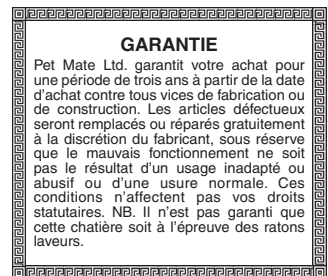 GARANTIE
Pet Mate Ltd. garantit votre achat pour
une période de trois ans à partir de la date
d'achat contre tous vices de fabrication ou
de construction. Les articles défectueux
seront remplacés ou réparés gratuitement
à la discrétion du fabricant, sous réserve
que le mauvais fonctionnement ne soit
pas le résultat d'un usage inadapté ou
abusif ou d'une usure normale. Ces
conditions n'affectent pas vos droits
statutaires. NB. Il n'est pas garanti que
cette chatière soit à l'épreuve des ratons
laveurs.